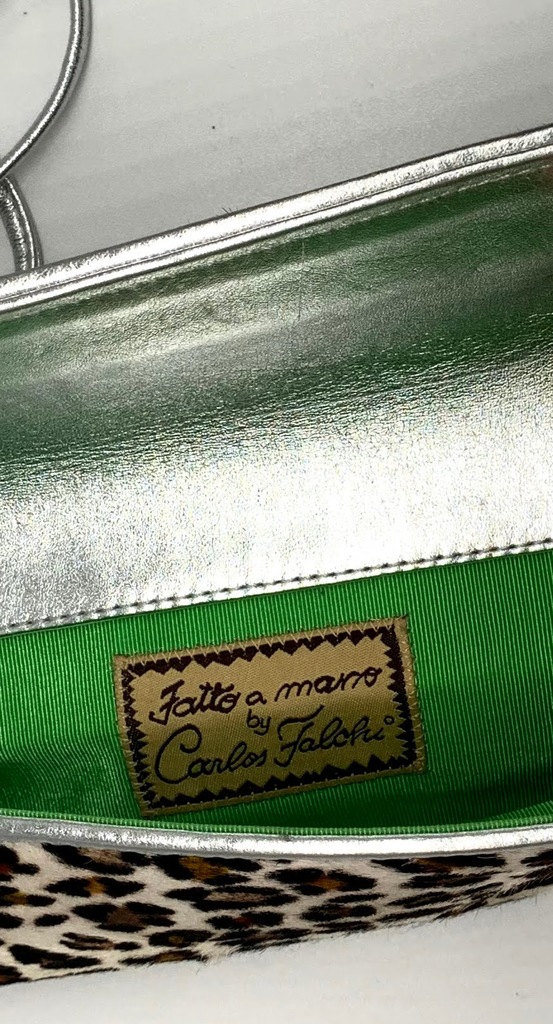 Fatto a mano
by
Carlos Falchi